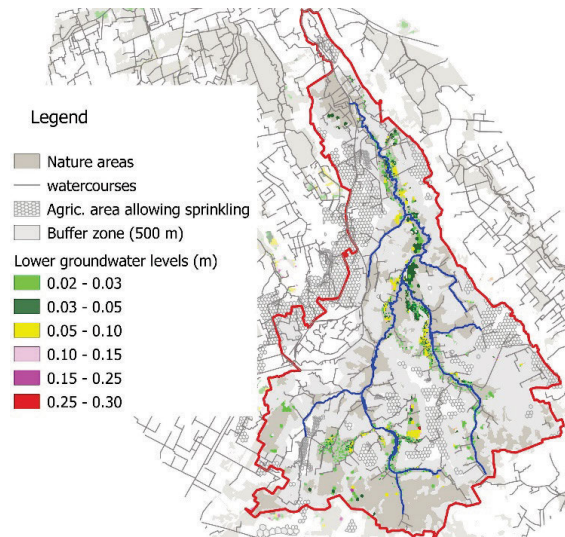 Legend
Nature areas
watercourses
Agric. area allowing sprinkling
Buffer zone (500 m)
Lower groundwater levels (m)
0.02 - 0.03
0.03 - 0.05
0.05 - 0.10
0.10 - 0.15
0.15 - 0.25
0.25 - 0.30